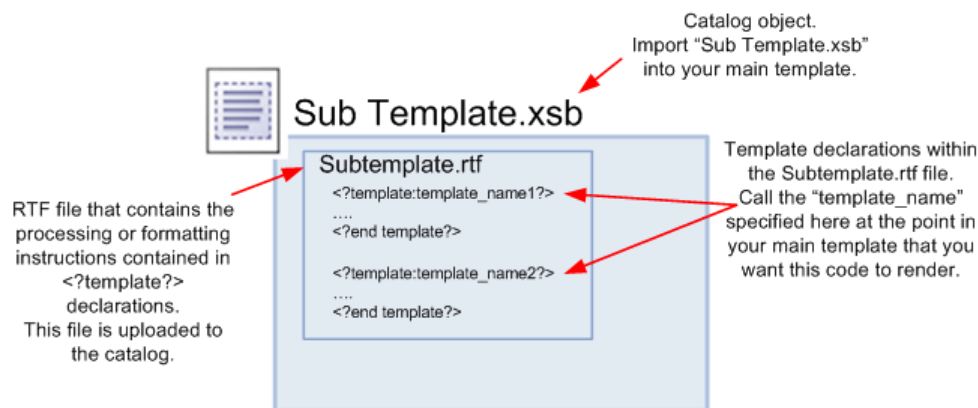 Catalog object.
Import “Sub Template.xsb”
into your main template.
Sub Template.xsb
Subtemplate.rtf
<?template:template_name1?>
....
<?end template?>
<?template:template_name2?>
....
<?end template?>
RTF file that contains the
processing or formatting
instructions contained in
<?template?>
declarations.
This file is uploaded to
the catalog.
Template declarations within
the Subtemplate.rtf file.
Call the “template_name”
specified here at the point in
your main template that you
want this code to render.